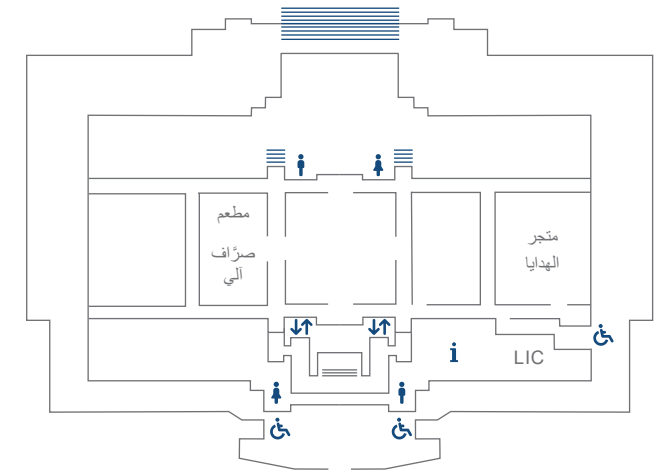 مطعم
صرَّاف
آلي
متجر
الهدايا
i
LIC